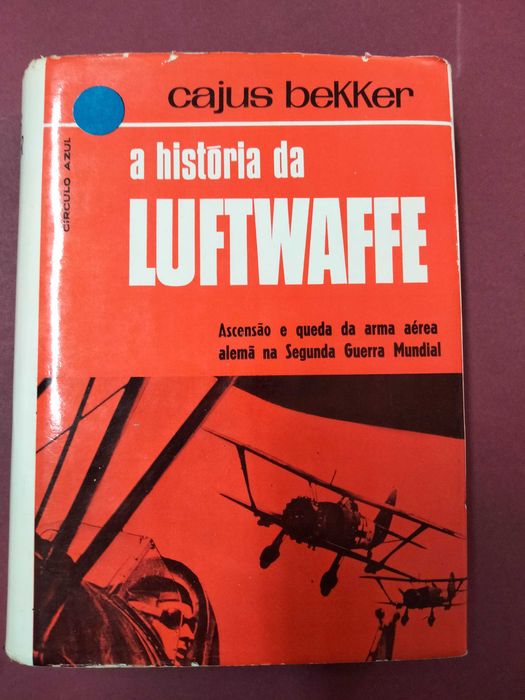 cajus bekker
CÍRCULO AZUL
a história da
LUFTWAFFE
Ascensão e queda da arma aérea
alemã na Segunda Guerra Mundial